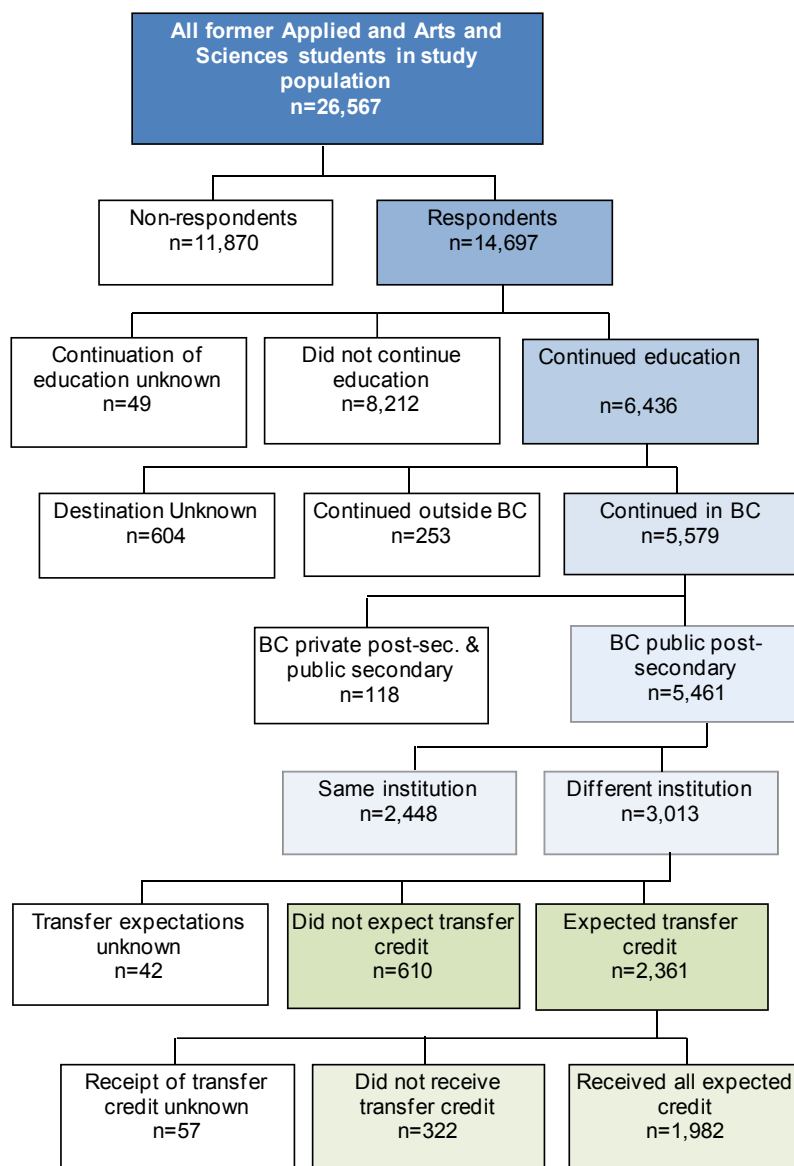 All former Applied and Arts and
Sciences students in study
population
n=26,567
Non-respondents
n=11,870
Respondents
n=14,697
Continuation of
education unknown
n=49
Did not continue
education
n=8,212
Continued education
n=6,436
Destination Unknown
n=604
Continued outside BC
n=253
Continued in BC
n=5,579
BC private post-sec. &
public secondary
n=118
BC public post-
secondary
n=5,461
Same institution
n=2,448
Different institution
n=3,013
Transfer expectations
unknown
n=42
Did not expect transfer
credit
n=610
Expected transfer
credit
n=2,361
Receipt of transfer
credit unknown
n=57
Did not receive
transfer credit
n=322
Received all expected
credit
n=1,982